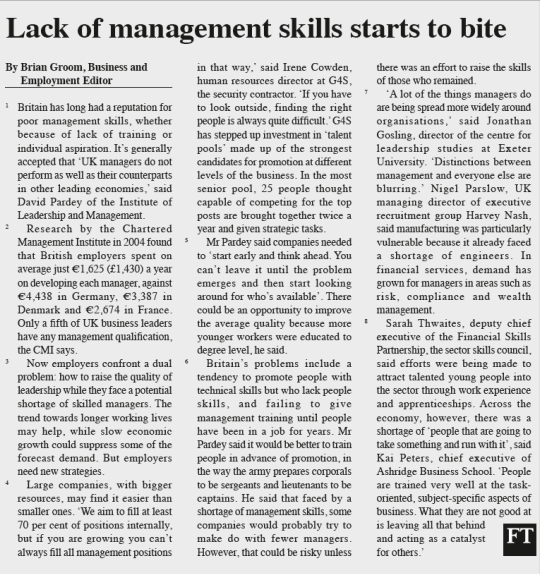 Lack of management skills starts to bite
By Brian Groom, Business and
Employment Editor
1 Britain has long had a reputation for
poor management skills, whether
because of lack of training or
individual aspiration. It's generally
accepted that 'UK managers do not
perform as well as their counterparts
in other leading economies,' said
David Pardey of the Institute of
Leadership and Management.
2 Research by the Chartered
Management Institute in 2004 found
that British employers spent on
average just €1,625 (£1,430) a year
on developing each manager, against
€4,438 in Germany, €3,387 in
Denmark and €2,674 in France.
Only a fifth of UK business leaders
have any management qualification,
the CMI says.
3 Now employers confront a dual
problem: how to raise the quality of
leadership while they face a potential
shortage of skilled managers. The
trend towards longer working lives
may help, while slow economic
growth could suppress some of the
forecast demand. But employers
need new strategies.
4 Large companies, with bigger
resources, may find it easier than
smaller ones. 'We aim to fill at least
70 per cent of positions internally,
but if you are growing you can't
always fill all management positions
in that way,' said Irene Cowden,
human resources director at G4S,
the security contractor. 'If you have
to look outside, finding the right
people is always quite difficult.' G4S
has stepped up investment in 'talent
pools' made up of the strongest
candidates for promotion at different
levels of the business. In the most
senior pool, 25 people thought
capable of competing for the top
posts are brought together twice a
year and given strategic tasks.
5 Mr Pardey said companies needed
to 'start early and think ahead. You
can't leave it until the problem
emerges and then start looking
around for who's available'. There
could be an opportunity to improve
the average quality because more
younger workers were educated to
degree level, he said.
6 Britain's problems include a
tendency to promote people with
technical skills but who lack people
skills, and failing to give
management training until people
have been in a job for years. Mr
Pardey said it would be better to train
people in advance of promotion, in
the way the army prepares corporals
to be sergeants and lieutenants to be
captains. He said that faced by a
shortage of management skills, some
companies would probably try to
make do with fewer managers.
However, that could be risky unless
there was an effort to raise the skills
of those who remained.
7 'A lot of the things managers do
are being spread more widely around
organisations,' said Jonathan
Gosling, director of the centre for
leadership studies at Exeter
University. 'Distinctions between
management and everyone else are
blurring.' Nigel Parslow, UK
managing director of executive
recruitment group Harvey Nash,
said manufacturing was particularly
vulnerable because it already faced
a shortage of engineers. In
financial services, demand has
grown for managers in areas such as
risk, compliance and wealth
management.
8 Sarah Thwaites, deputy chief
executive of the Financial Skills
Partnership, the sector skills council,
said efforts were being made to
attract talented young people into
the sector through work experience
and apprenticeships. Across the
economy, however, there was a
shortage of 'people that are going to
take something and run with it', said
Kai Peters, chief executive of
Ashridge Business School. 'People
are trained very well at the task-
oriented, subject-specific aspects of
business. What they are not good at
is leaving all that behind
and acting as a catalyst
for others.'
FT